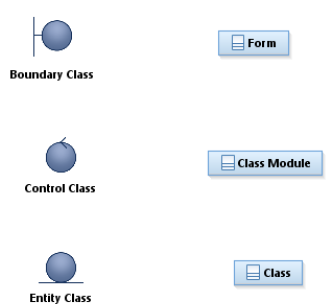 Form
Boundary Class
Class Module
Control Class
Class
Entity Class